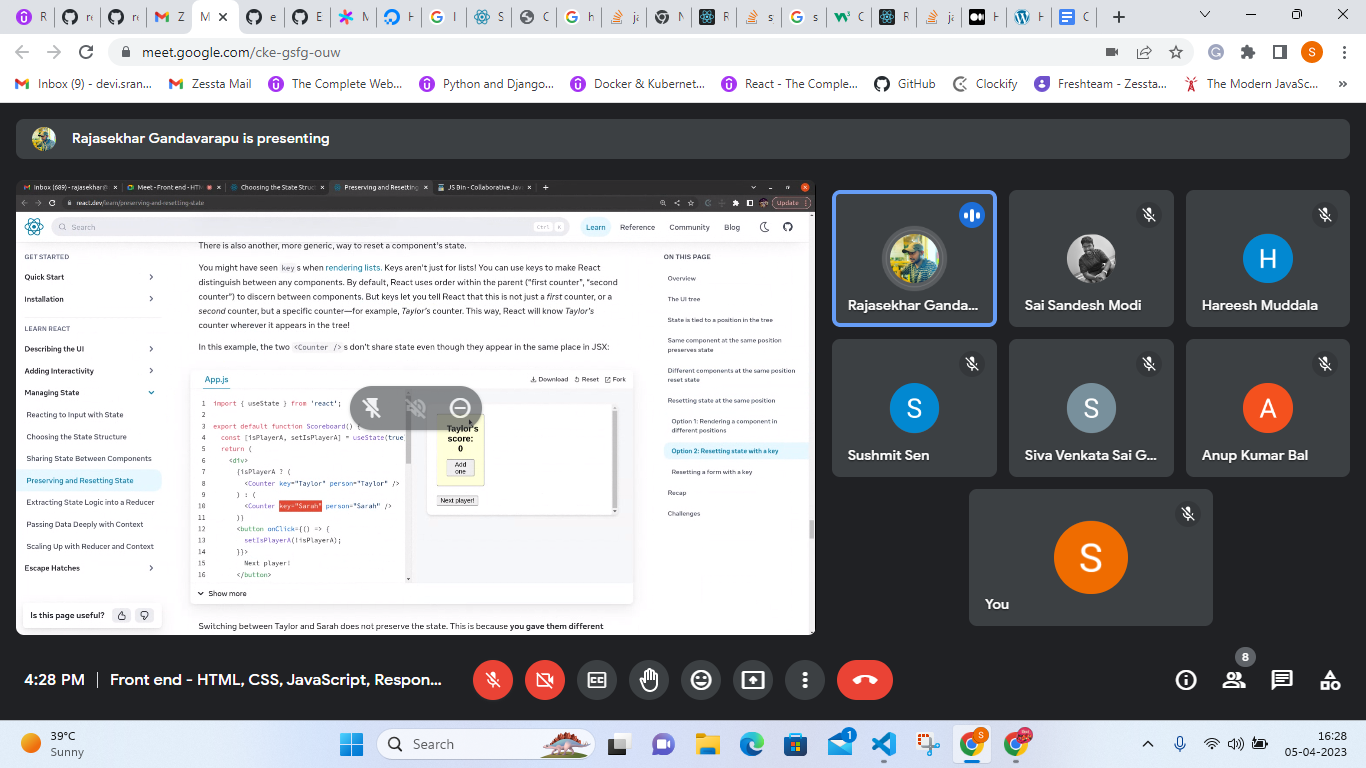 R
re
re
Z
M
e
E
M
H
I
S
C
h
ja
N
R
s
s
C
R
ja
H
H
C
meet.google.com/cke-gsfg-ouw
S
Inbox (9) - devi.sran...
Zessta Mail
The Complete Web...
Python and Django...
Docker & Kubernet...
React - The Comple...
GitHub
Clockify
Freshteam - Zessta...
The Modern JavaSc...
»
Rajasekhar Gandavarapu is presenting
Inbox (689) - rajasekhar@
Meet - Front end - HTM
Choosing the State Struc
Preserving and Resetting
JS Bin - Collaborative Jav
react.dev/learn/preserving-and-resetting-state
Update
Search
Ctrl K
Learn
Reference
Community
Blog
GET STARTED
Quick Start
Installation
LEARN REACT
Describing the UI
Adding Interactivity
Managing State
Reacting to Input with State
Choosing the State Structure
Sharing State Between Components
Preserving and Resetting State
Extracting State Logic into a Reducer
Passing Data Deeply with Context
Scaling Up with Reducer and Context
Escape Hatches
Is this page useful?
There is also another, more generic, way to reset a component's state.
You might have seen key s when rendering lists. Keys aren't just for lists! You can use keys to make React
distinguish between any components. By default, React uses order within the parent ("first counter", "second
counter") to discern between components. But keys let you tell React that this is not just a first counter, or a
second counter, but a specific counter—for example, Taylor's counter. This way, React will know Taylor's
counter wherever it appears in the tree!
In this example, the two <Counter /> s don't share state even though they appear in the same place in JSX:
App.js
Download
Reset
Fork
1 import { useState } from 'react';
2
3 export default function Scoreboard() {
4 const [isPlayerA, setIsPlayerA] = useState(true
5 return (
6 <div>
7 {isPlayerA ? (
8 <Counter key="Taylor" person="Taylor" />
9 ) : (
10 <Counter key="Sarah" person="Sarah" />
11 )}
12 <button onClick={() => {
13 setIsPlayerA(!isPlayerA);
14 }}>
15 Next player!
16 </button>
Taylor's
score:
0
Add
one
Next player!
Show more
Switching between Taylor and Sarah does not preserve the state. This is because you gave them different
ON THIS PAGE
Overview
The UI tree
State is tied to a position in the tree
Same component at the same position
preserves state
Different components at the same position
reset state
Resetting state at the same position
Option 1: Rendering a component in
different positions
Option 2: Resetting state with a key
Resetting a form with a key
Recap
Challenges
Rajasekhar Ganda...
Sai Sandesh Modi
H
Hareesh Muddala
S
Sushmit Sen
S
Siva Venkata Sai G...
A
Anup Kumar Bal
S
You
4:28 PM | Front end - HTML, CSS, JavaScript, Respon...
8
39°C
Sunny
Search
1
S
16:28
05-04-2023